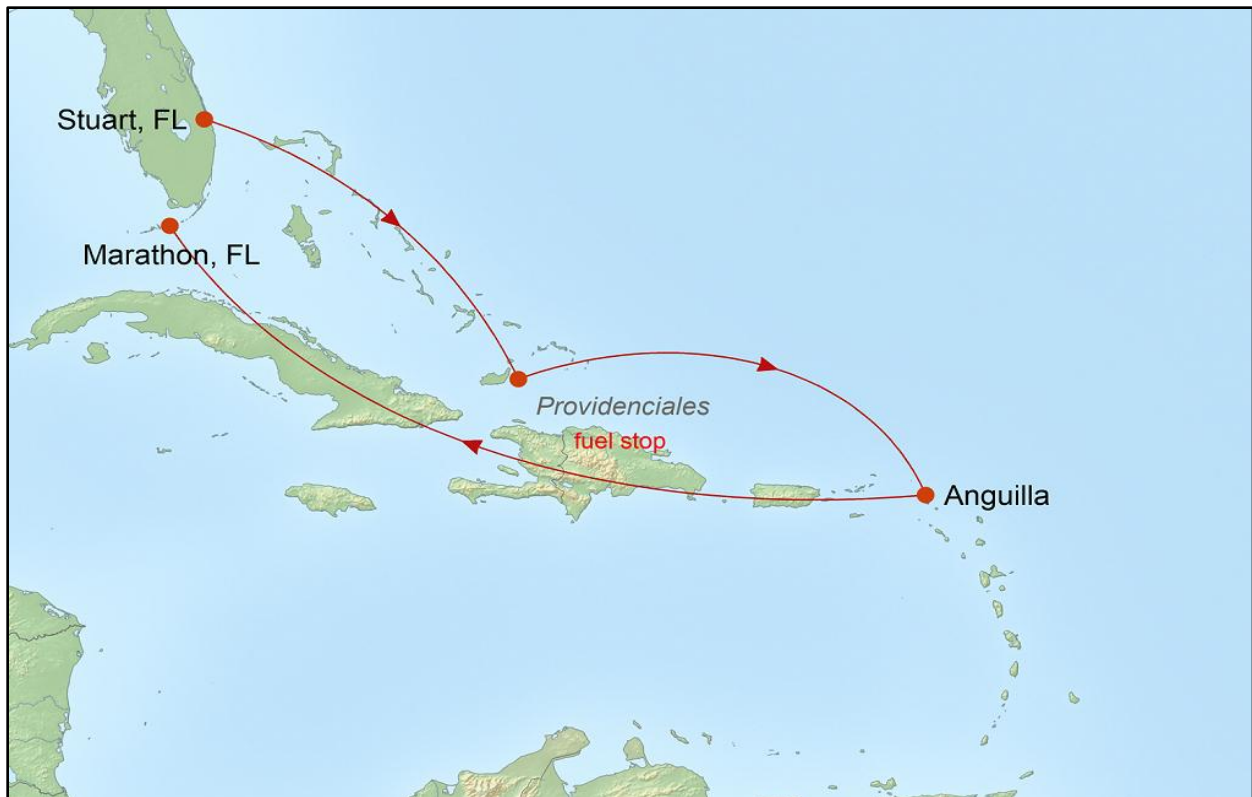 Stuart, FL
Marathon, FL
Providenciales
fuel stop
Anguilla